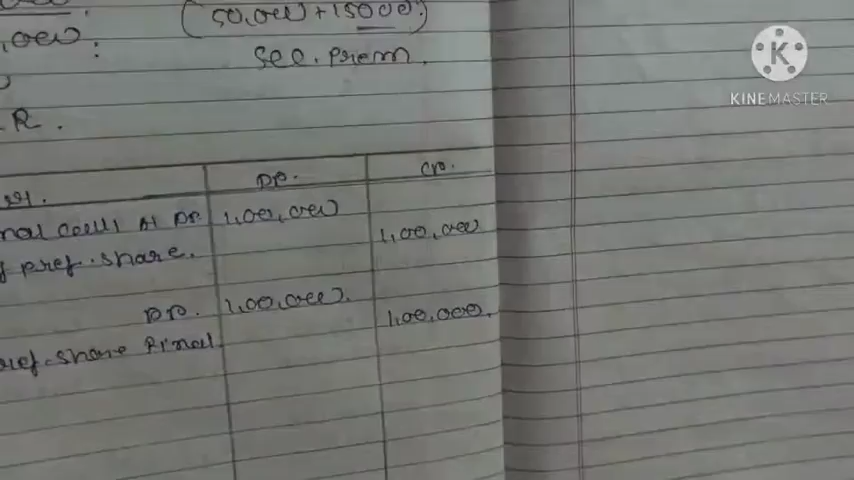 (50,000+15000)
,000.
Sec. Prem.
.R.
Dr. Cr.
nal call A/ Dr. 1,00,000
f pref. share. 1,00,000
Dr. 1,00,000.
1,00,000.
ref. share final
KINEMASTER